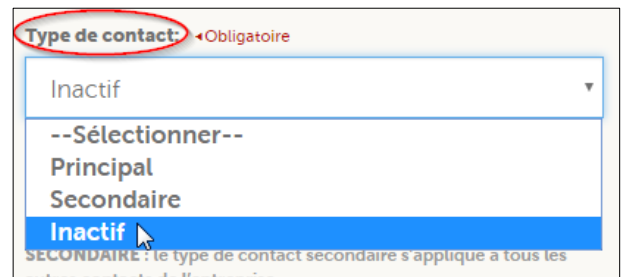 Type de contact: ◂Obligatoire
Inactif
--Sélectionner--
Principal
Secondaire
Inactif
SECONDAIRE : le type de contact secondaire s'applique à tous les